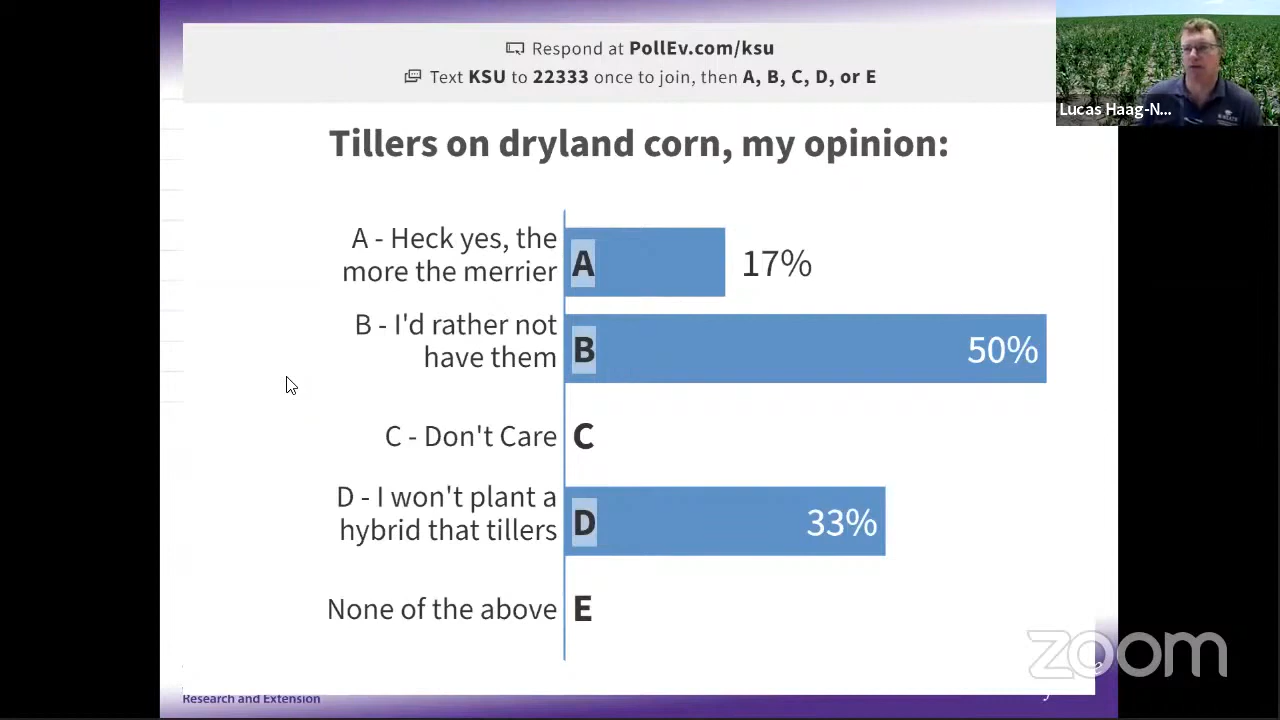 Respond at PollEv.com/ksu
Text KSU to 22333 once to join, then A, B, C, D, or E
Lucas Haag-N...
Tillers on dryland corn, my opinion:
A - Heck yes, the
more the merrier
A
17%
B - I'd rather not
have them
B
50%
C - Don't Care
C
D - I won't plant a
hybrid that tillers
D
33%
None of the above
E
zoom
Research and Extension